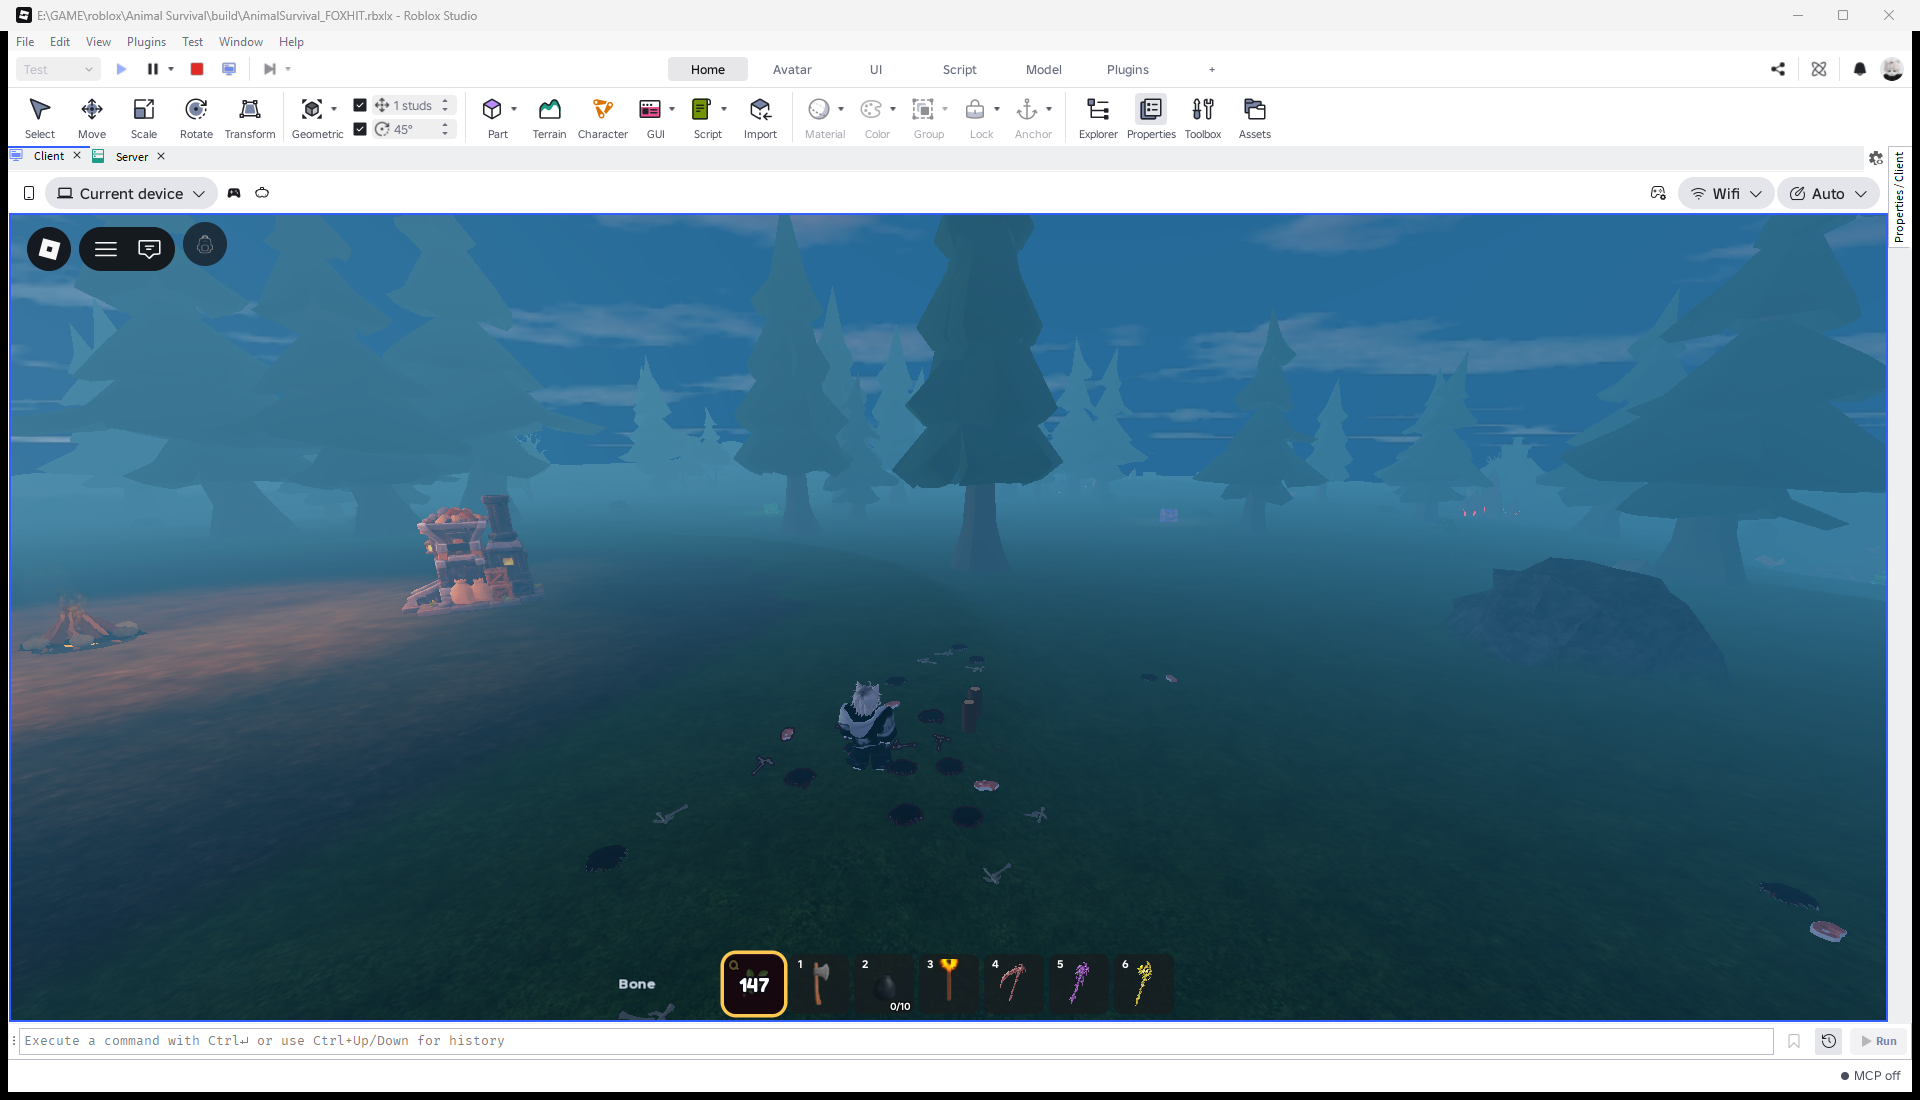 E:\GAME\roblox\Animal Survival\build\AnimalSurvival_FOXHIT.rbxlx - Roblox Studio
File Edit View Plugins Test Window Help
Test
Home Avatar UI Script Model Plugins +
1 studs
45°
Select Move Scale Rotate Transform Geometric Part Terrain Character GUI Script Import Material Color Group Lock Anchor Explorer Properties Toolbox Assets
Client Server
Properties / Client
Current device
Wifi
Auto
Bone
Q
147
1
2
0/10
3
4
5
6
Execute a command with Ctrl↵ or use Ctrl+Up/Down for history
Run
MCP off